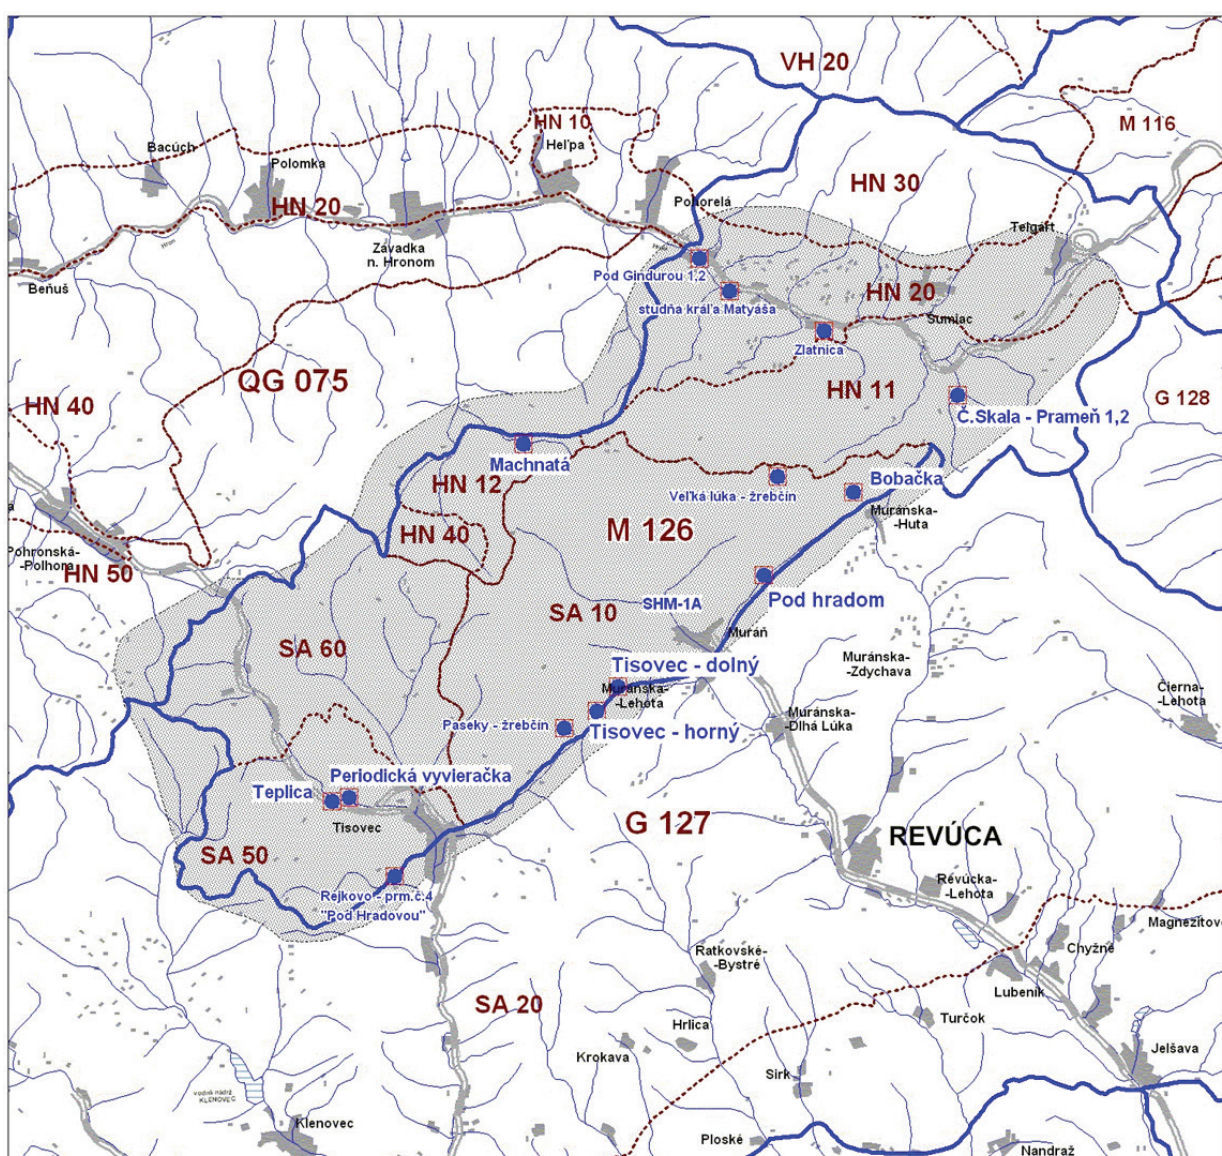 VH 20
M 116
HN 10
Heľpa
Bacúch
Polomka
HN 30
HN 20
Pohorelá
Telgárt
Závadka
n. Hronom
Hron
Beňuš
Pod Gindurou 1,2
HN 20
studňa kráľa Matyáša
Šumiac
Zlatnica
QG 075
HN 11
G 128
HN 40
Č.Skala - Prameň 1,2
Machnatá
HN 12
Veľká lúka - žrebčín
Bobačka
Muránska-
-Huta
HN 40
M 126
Pohronská-
-Polhora
HN 50
Pod hradom
SA 10
SHM-1A
Muráň
SA 60
Tisovec - dolný
Muránska-
-Lehota
Muránska-
-Zdychava
Čierna-
-Lehota
Paseky - žrebčín
Tisovec - horný
Muránska-
-Dlhá Lúka
Periodická vyvieračka
Teplica
Tisovec
G 127
REVÚCA
SA 50
Rejkovo - prm.č.4
"Pod Hradovou"
Revúcka-
-Lehota
Magnezitovce
Chyžné
Ratkovské-
-Bystré
Lubeník
SA 20
Turčok
Hrlica
Krokava
Jelšava
Sirk
vodná nádrž
KLENOVEC
Klenovec
Ploské
Nandraž